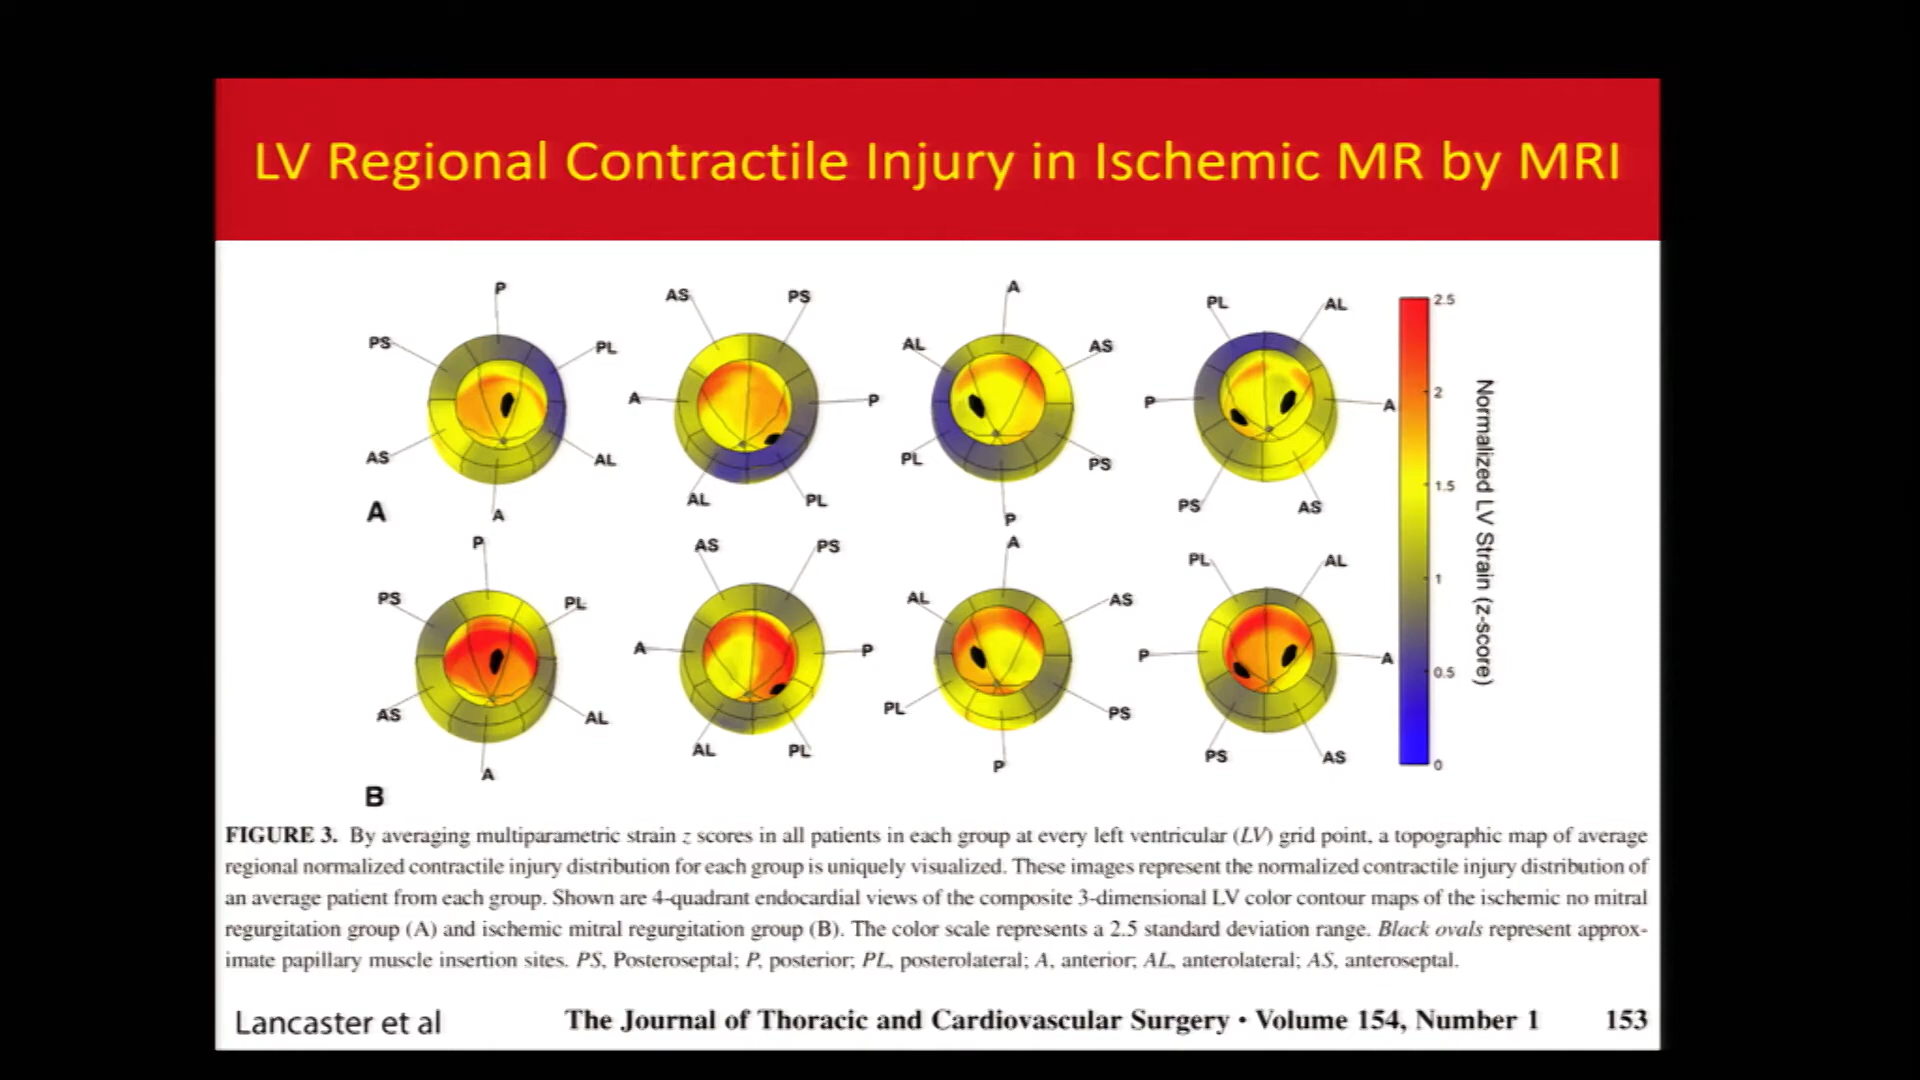 LV Regional Contractile Injury in Ischemic MR by MRI
P
PS
PL
AS
AL
A
AS
PS
A
P
AL
PL
A
AL
AS
PL
PS
P
PL
AL
P
A
PS
AS
A
P
PS
PL
AS
AL
A
AS
PS
A
P
AL
PL
A
AL
AS
PL
PS
P
PL
AL
P
A
PS
AS
B
2.5
2
1.5
1
0.5
0
Normalized LV Strain (z-score)
FIGURE 3. By averaging multiparametric strain z scores in all patients in each group at every left ventricular (LV) grid point, a topographic map of average
regional normalized contractile injury distribution for each group is uniquely visualized. These images represent the normalized contractile injury distribution of
an average patient from each group. Shown are 4-quadrant endocardial views of the composite 3-dimensional LV color contour maps of the ischemic no mitral
regurgitation group (A) and ischemic mitral regurgitation group (B). The color scale represents a 2.5 standard deviation range. Black ovals represent approx-
imate papillary muscle insertion sites. PS, Posteroseptal; P, posterior; PL, posterolateral; A, anterior; AL, anterolateral; AS, anteroseptal.
Lancaster et al
The Journal of Thoracic and Cardiovascular Surgery • Volume 154, Number 1 153